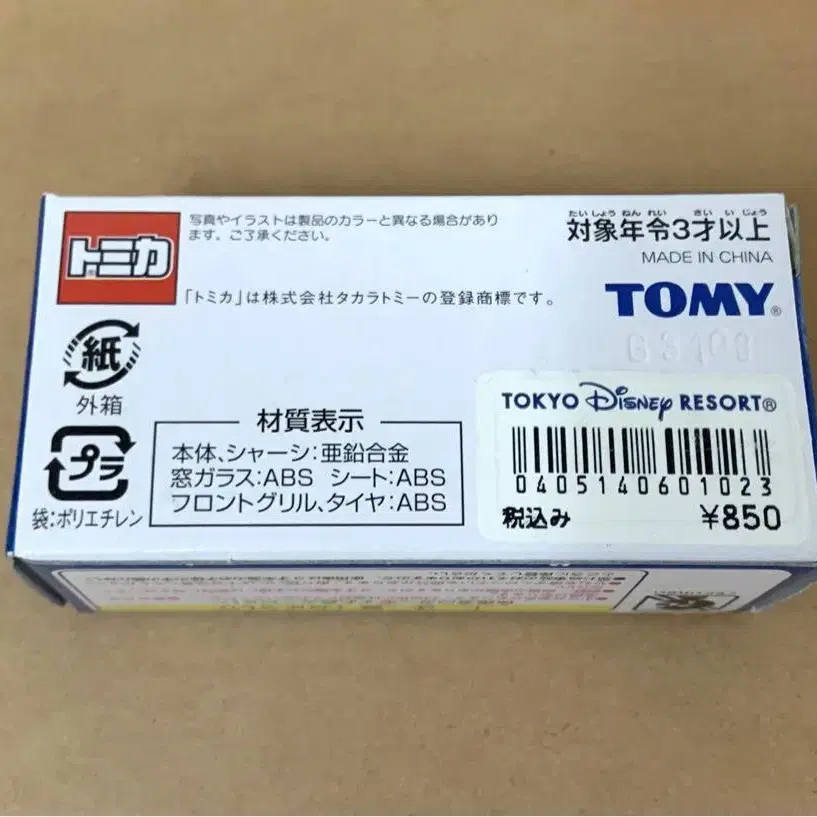 トミカ
写真やイラストは製品のカラーと異なる場合があり
ます。ご了承ください。
「トミカ」は株式会社タカラトミーの登録商標です。
たいしょうねんれい さいいじょう
対象年令3才以上
MADE IN CHINA
TOMY®
紙
外箱
プラ
袋:ポリエチレン
材質表示
本体、シャーシ:亜鉛合金
窓ガラス:ABS シート:ABS
フロントグリル、タイヤ:ABS
TOKYO Disney RESORT®
0405140601023
税込み ¥850